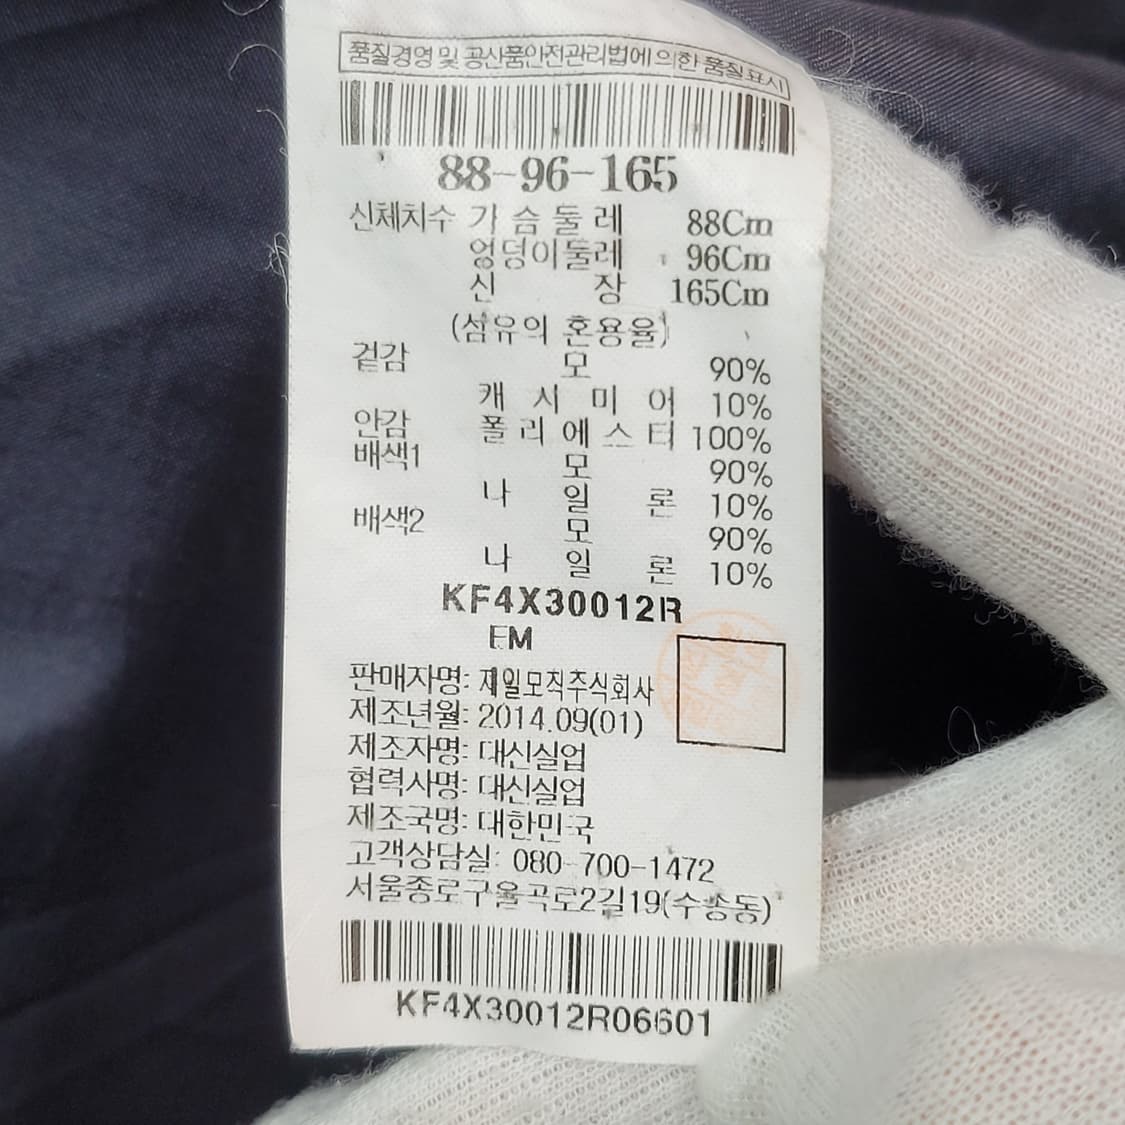 품질경영 및 공산품안전관리법에 의한 품질표시
88-96-165
신체치수 가 슴 둘 레 88Cm
엉덩이둘레 96Cm
신 장 165Cm
(섬유의 혼용율)
겉감 모 90%
캐 시 미 어 10%
안감 폴 리 에 스 터 100%
배색1 모 90%
나 일 론 10%
배색2 모 90%
나 일 론 10%
KF4X30012R
EM
판매자명: 제일모직주식회사
제조년월: 2014.09(01)
제조자명: 대신실업
협력사명: 대신실업
제조국명: 대한민국
고객상담실: 080-700-1472
서울종로구율곡로2길19(수송동)
KF4X30012R06601